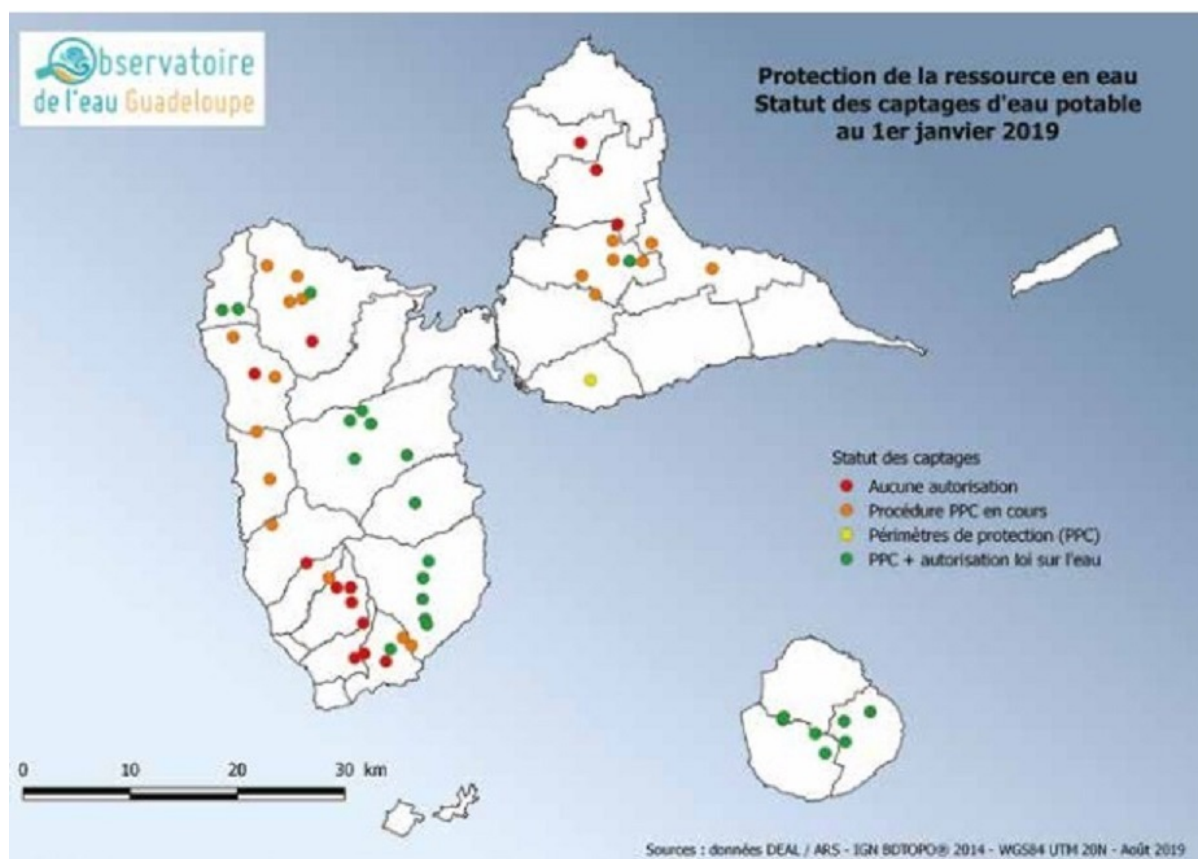 Observatoire
de l'eau Guadeloupe
Protection de la ressource en eau
Statut des captages d'eau potable
au 1er janvier 2019
Statut des captages
Aucune autorisation
Procédure PPC en cours
Périmètres de protection (PPC)
PPC + autorisation loi sur l'eau
0 10 20 30 km
Sources : données DEAL / ARS - IGN BDTOPO® 2014 - WGS84 UTM 20N - Août 2019